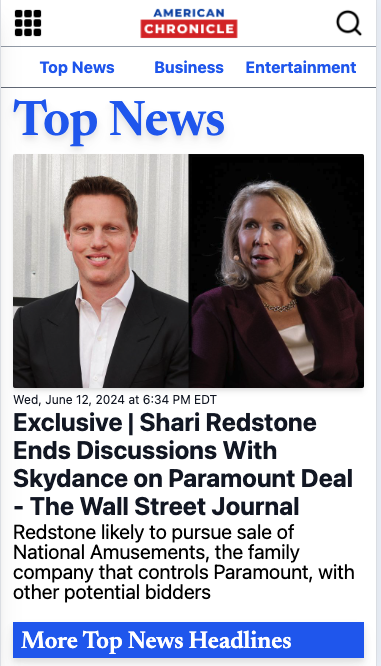 AMERICAN
CHRONICLE
Top News Business Entertainment
Top News
Wed, June 12, 2024 at 6:34 PM EDT
Exclusive | Shari Redstone
Ends Discussions With
Skydance on Paramount Deal
- The Wall Street Journal
Redstone likely to pursue sale of
National Amusements, the family
company that controls Paramount, with
other potential bidders
More Top News Headlines